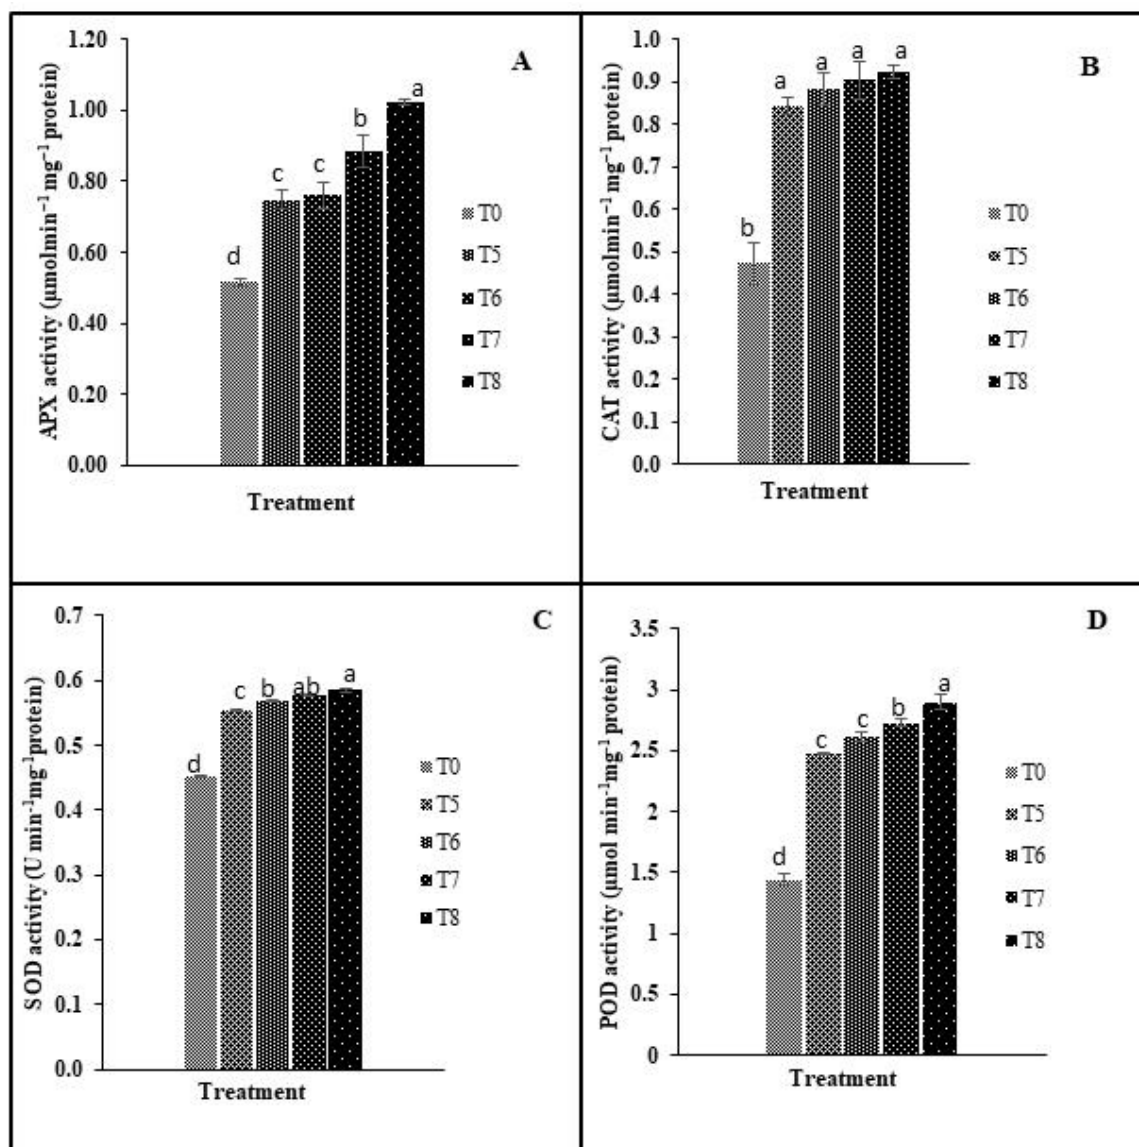 A
APX activity (µmolmin⁻¹ mg⁻¹ protein)
1.20
1.00
0.80
0.60
0.40
0.20
0.00
d
c
c
b
a
T0
T5
T6
T7
T8
Treatment
B
CAT activity (µmolmin⁻¹ mg⁻¹ protein)
1.0
0.9
0.8
0.7
0.6
0.5
0.4
0.3
0.2
0.1
0.0
b
a
a
a
a
T0
T5
T6
T7
T8
Treatment
C
SOD activity (U min⁻¹mg⁻¹protein)
0.7
0.6
0.5
0.4
0.3
0.2
0.1
0.0
d
c
b
ab
a
T0
T5
T6
T7
T8
Treatment
D
POD activity (µmol min⁻¹mg⁻¹ protein)
3.5
3
2.5
2
1.5
1
0.5
0
d
c
c
b
a
T0
T5
T6
T7
T8
Treatment